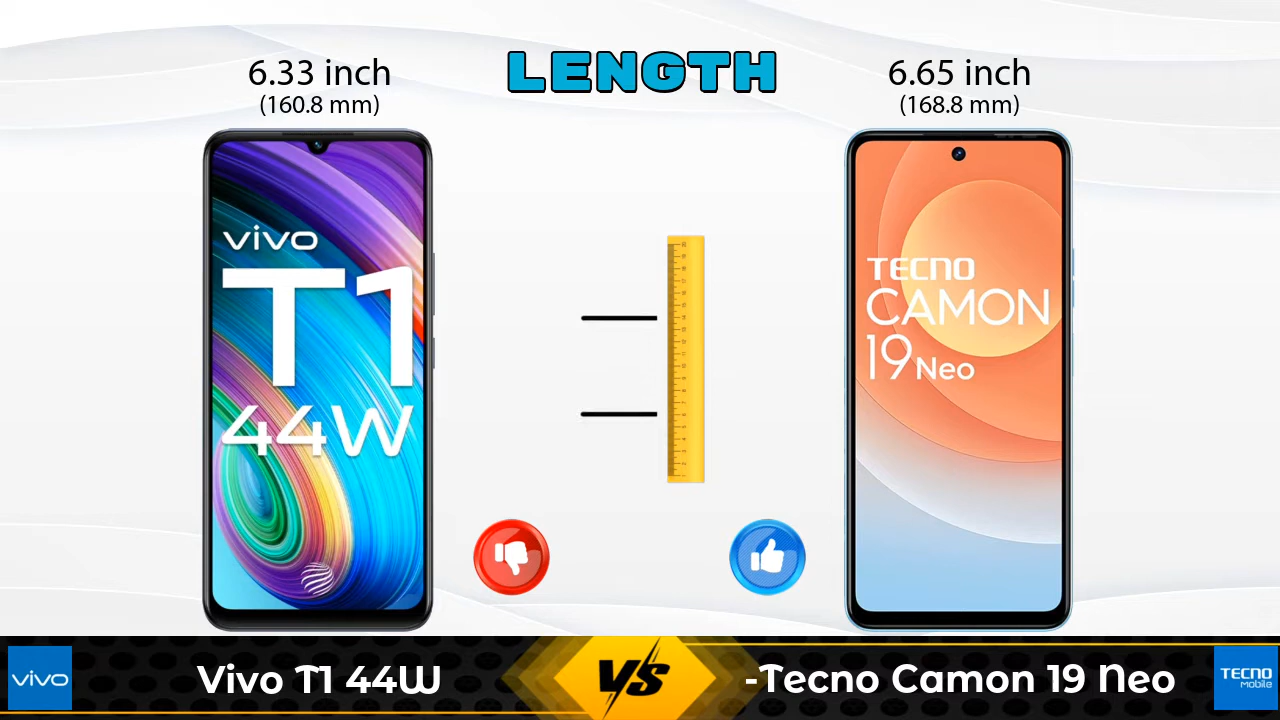 LENGTH
6.33 inch
(160.8 mm)
6.65 inch
(168.8 mm)
vivo
T1
44W
TECNO
CAMON
19 Neo
vivo
Vivo T1 44W
VS
-Tecno Camon 19 Neo
TECNO
mobile